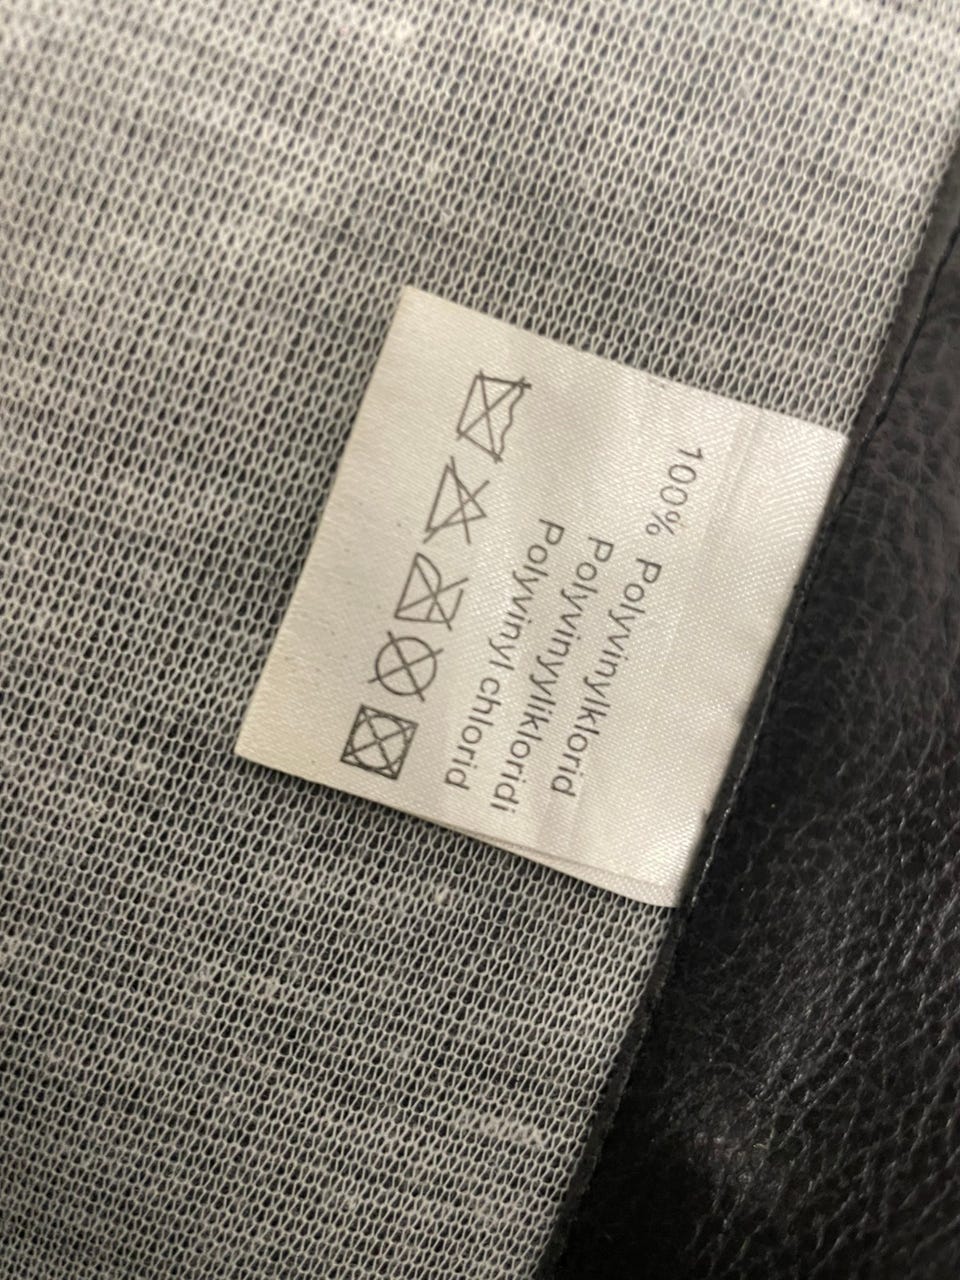 100% Polyvinylklorid
Polyvinyylikloridi
Polyvinyl chlorid